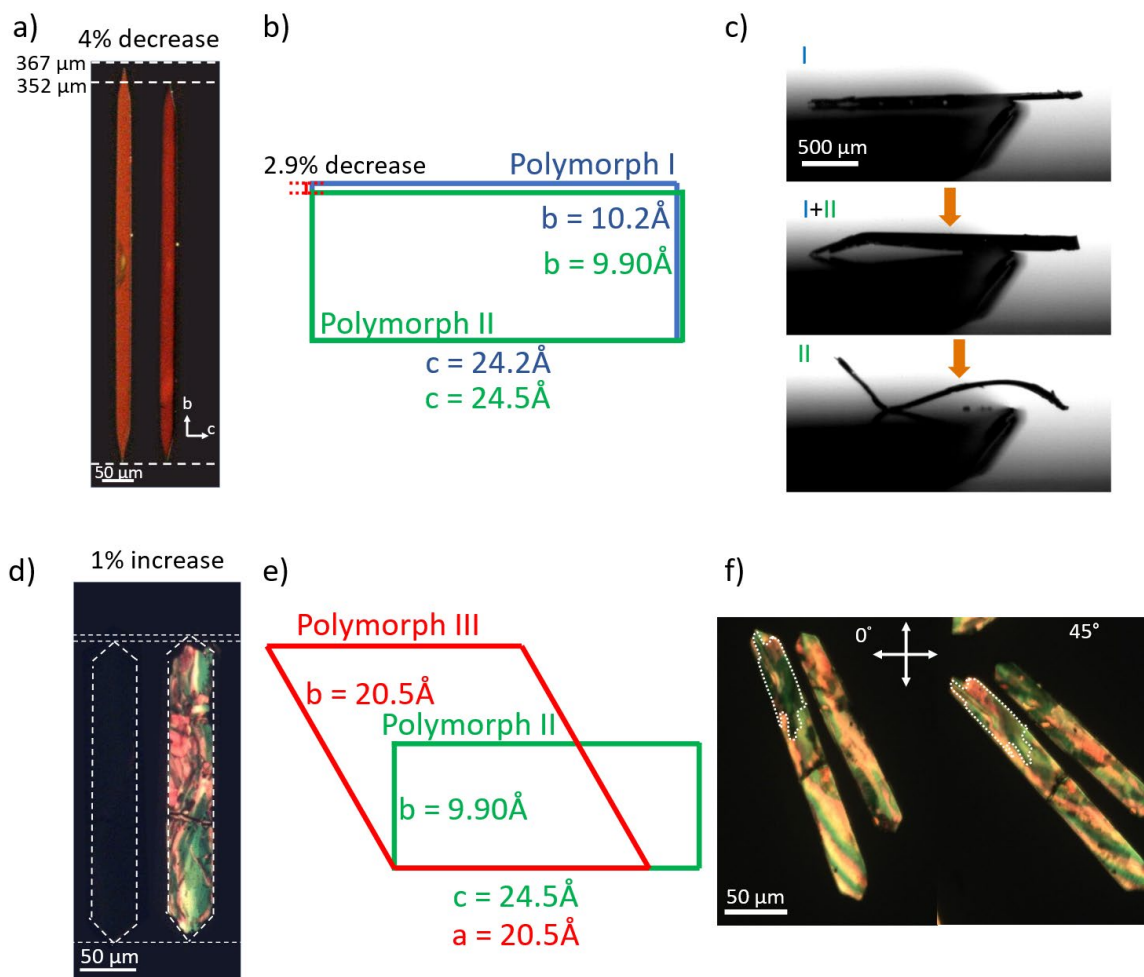 a)
4% decrease
367 µm
352 µm
b
c
50 µm
b)
2.9% decrease
Polymorph I
b = 10.2Å
b = 9.90Å
Polymorph II
c = 24.2Å
c = 24.5Å
c)
I
500 µm
I+II
II
d)
1% increase
50 µm
e)
Polymorph III
b = 20.5Å
Polymorph II
b = 9.90Å
c = 24.5Å
a = 20.5Å
f)
0°
45°
50 µm